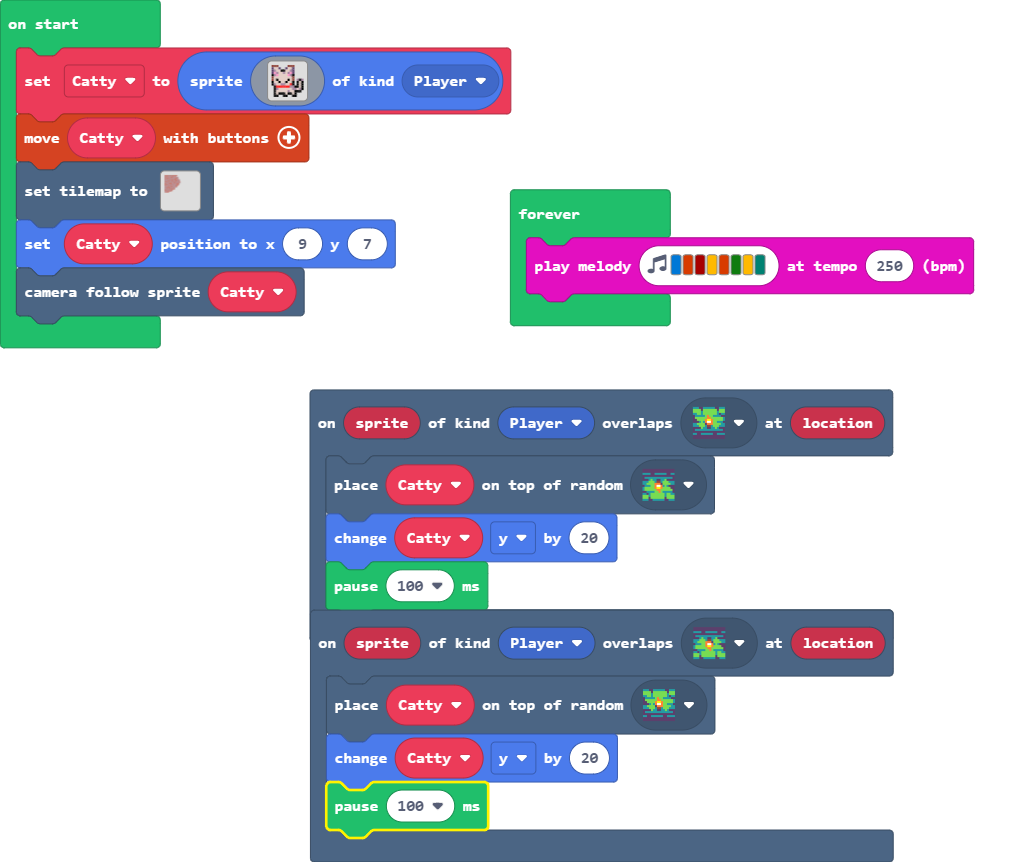 on start
set Catty to sprite of kind Player
move Catty with buttons
set tilemap to
set Catty position to x 9 y 7
camera follow sprite Catty
forever
play melody at tempo 250 (bpm)
on sprite of kind Player overlaps at location
place Catty on top of random
change Catty y by 20
pause 100 ms
on sprite of kind Player overlaps at location
place Catty on top of random
change Catty y by 20
pause 100 ms